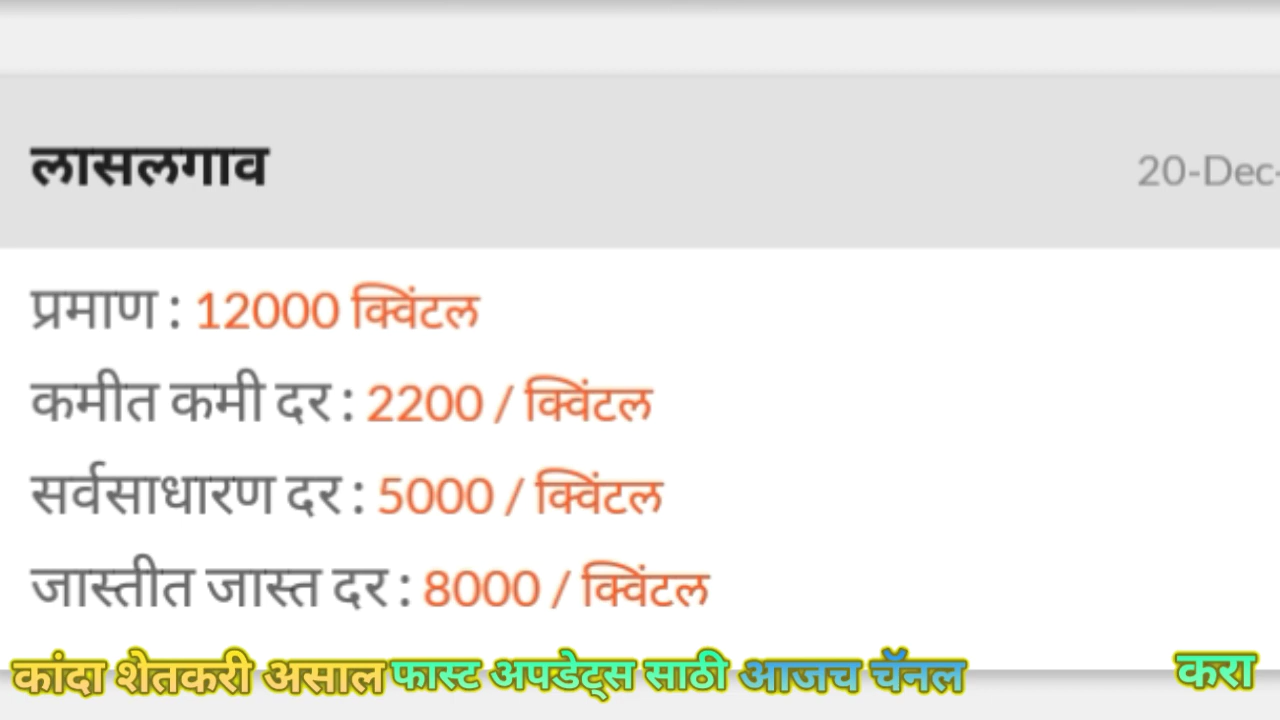 लासलगाव 20-Dec-
प्रमाण : 12000 क्विंटल
कमीत कमी दर : 2200 / क्विंटल
सर्वसाधारण दर : 5000 / क्विंटल
जास्तीत जास्त दर : 8000 / क्विंटल
कांदा शेतकरी असाल फास्ट अपडेट्स साठी आजच चॅनल करा